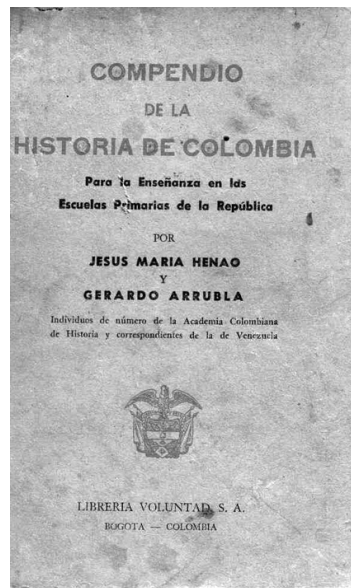 COMPENDIO
DE LA
HISTORIA DE COLOMBIA
Para la Enseñanza en las
Escuelas Primarias de la República
POR
JESUS MARIA HENAO
Y
GERARDO ARRUBLA
Individuos de número de la Academia Colombiana
de Historia y correspondientes de la de Venezuela
LIBRERIA VOLUNTAD, S. A.
BOGOTA — COLOMBIA